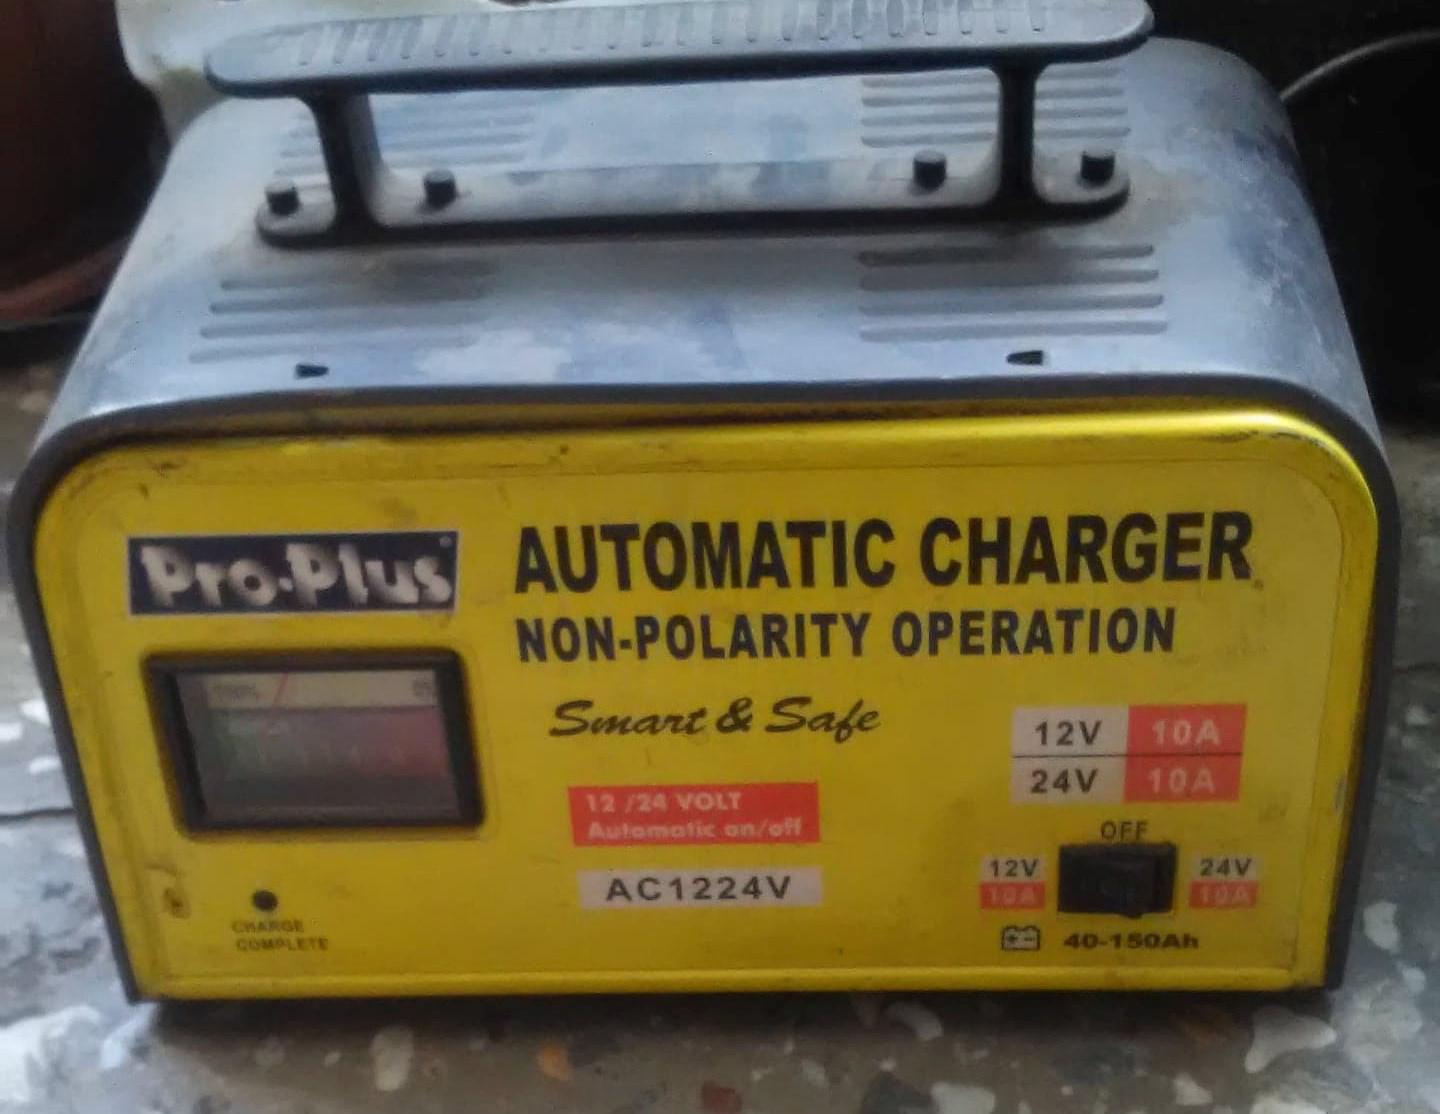 Pro-Plus
AUTOMATIC CHARGER
NON-POLARITY OPERATION
Smart & Safe
12V 10A
24V 10A
12 /24 VOLT
Automatic on/off
AC1224V
OFF
12V 24V
10A 10A
40-150Ah
CHARGE
COMPLETE